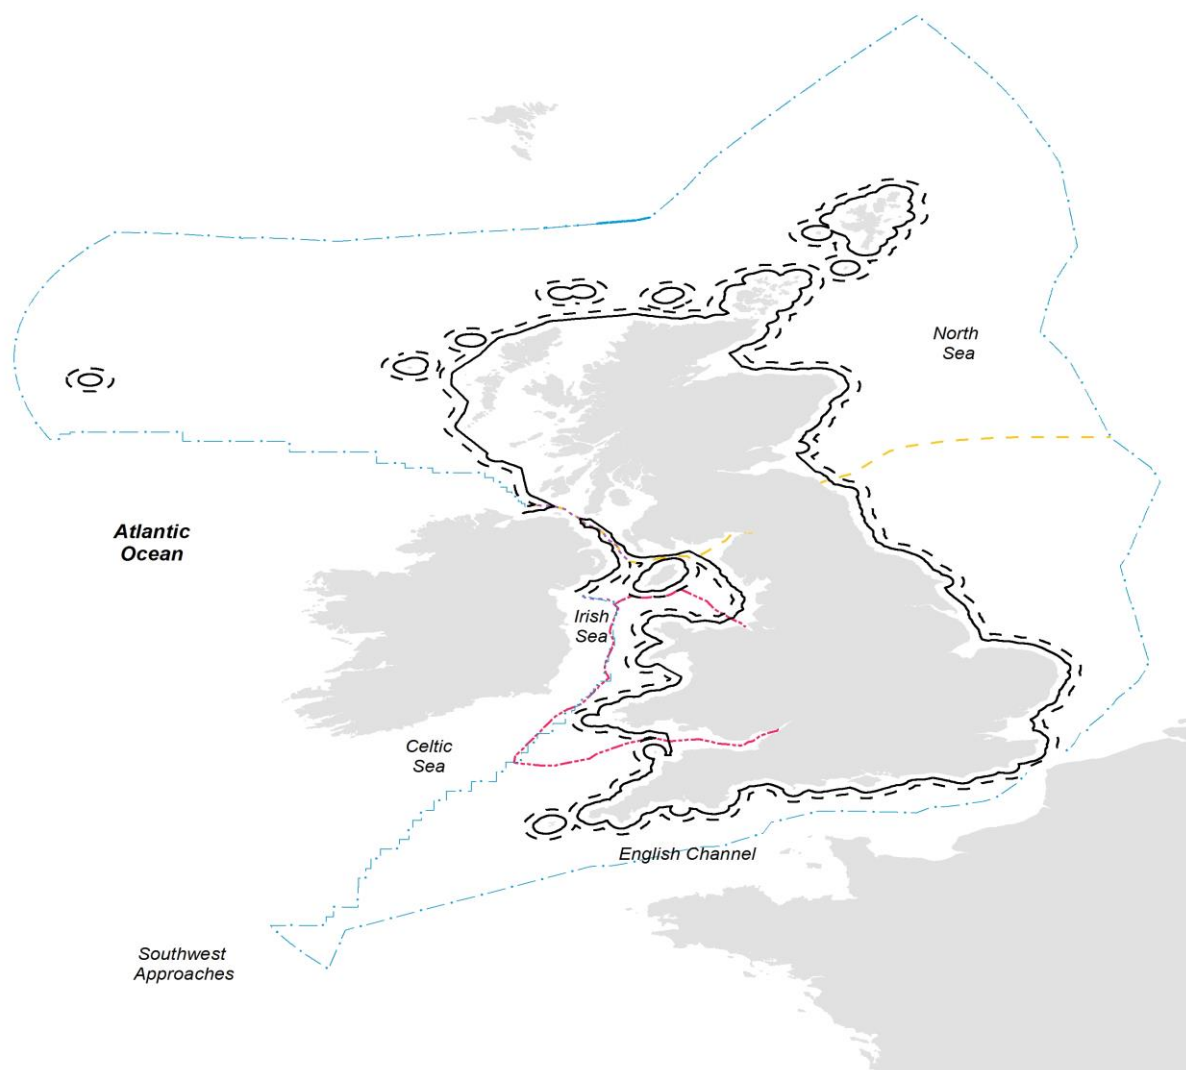 North
Sea
Atlantic
Ocean
Irish
Sea
Celtic
Sea
English Channel
Southwest
Approaches